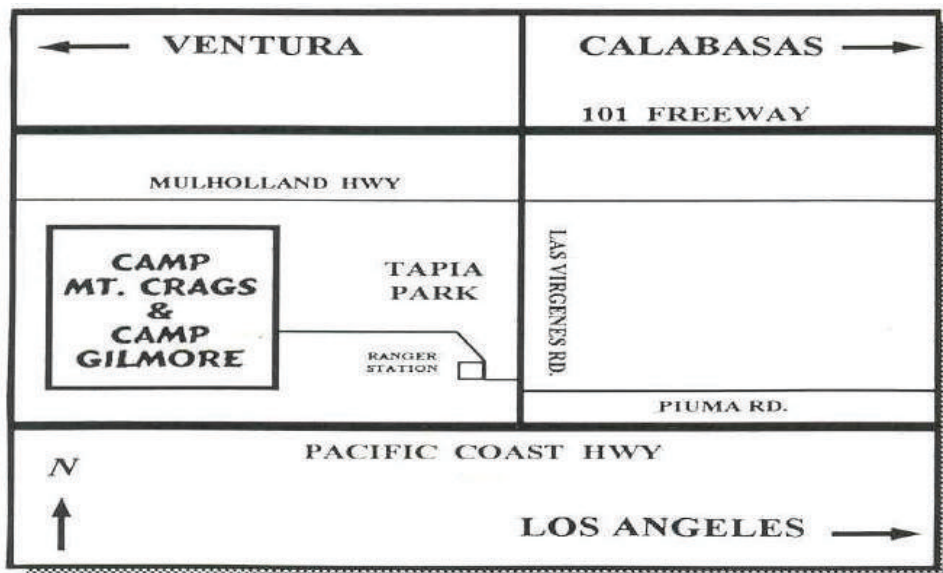 VENTURA
CALABASAS
101 FREEWAY
MULHOLLAND HWY
CAMP
MT. CRAGS
&
CAMP
GILMORE
TAPIA
PARK
RANGER
STATION
LAS VIRGENES RD.
PIUMA RD.
PACIFIC COAST HWY
N
LOS ANGELES